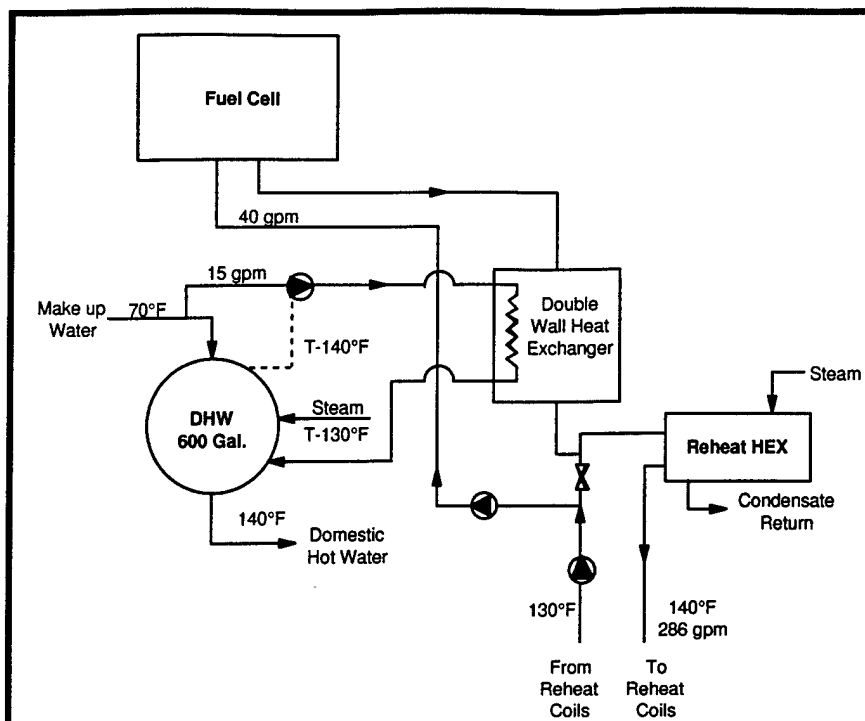 Fuel Cell
40 gpm
15 gpm
Make up
Water
70°F
T-140°F
Double
Wall Heat
Exchanger
Steam
DHW
600 Gal.
Steam
T-130°F
Reheat HEX
Condensate
Return
140°F
Domestic
Hot Water
130°F
140°F
286 gpm
From
Reheat
Coils
To
Reheat
Coils